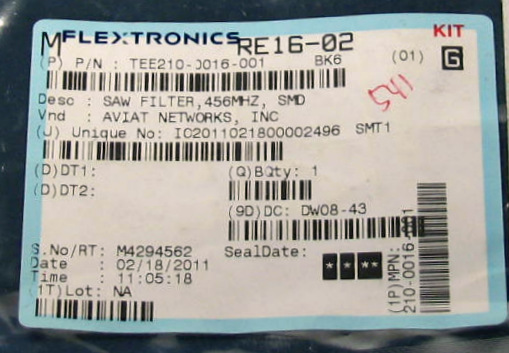 KIT
M FLEXTRONICS RE16-02
(P) P/N : TEE210-0016-001 BK6 (01) G
541
Desc : SAW FILTER,456MHZ, SMD
Vnd : AVIAT NETWORKS, INC
(J) Unique No: IC2011021800002496 SMT1
(D)DT1: (Q)BQty: 1
(D)DT2:
(9D)DC: DW08-43
S.No/RT: M4294562 SealDate:
Date : 02/18/2011 * * **
Time : 11:05:18
(1T)Lot: NA
(1P)MPN:
210-0016-001